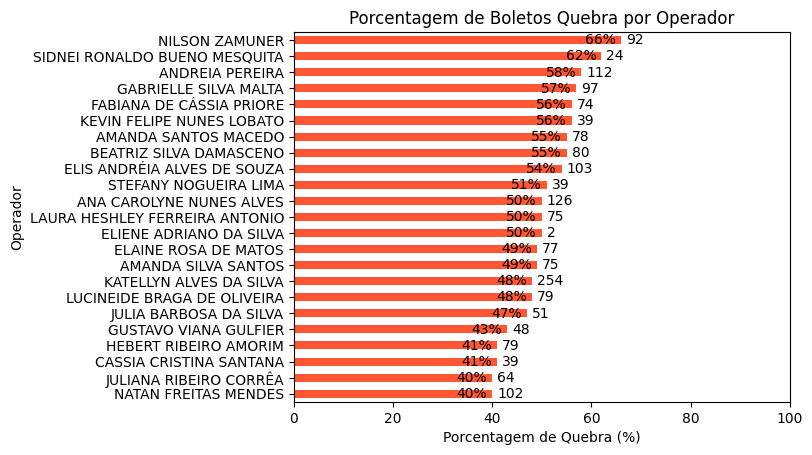 Porcentagem de Boletos Quebra por Operador
NILSON ZAMUNER 66% 92
SIDNEI RONALDO BUENO MESQUITA 62% 24
ANDREIA PEREIRA 58% 112
GABRIELLE SILVA MALTA 57% 97
FABIANA DE CÁSSIA PRIORE 56% 74
KEVIN FELIPE NUNES LOBATO 56% 39
AMANDA SANTOS MACEDO 55% 78
BEATRIZ SILVA DAMASCENO 55% 80
ELIS ANDRÉIA ALVES DE SOUZA 54% 103
STEFANY NOGUEIRA LIMA 51% 39
ANA CAROLYNE NUNES ALVES 50% 126
LAURA HESHLEY FERREIRA ANTONIO 50% 75
ELIENE ADRIANO DA SILVA 50% 2
ELAINE ROSA DE MATOS 49% 77
AMANDA SILVA SANTOS 49% 75
KATELLYN ALVES DA SILVA 48% 254
LUCINEIDE BRAGA DE OLIVEIRA 48% 79
JULIA BARBOSA DA SILVA 47% 51
GUSTAVO VIANA GULFIER 43% 48
HEBERT RIBEIRO AMORIM 41% 79
CASSIA CRISTINA SANTANA 41% 39
JULIANA RIBEIRO CORRÊA 40% 64
NATAN FREITAS MENDES 40% 102
Operador
0 20 40 60 80 100
Porcentagem de Quebra (%)